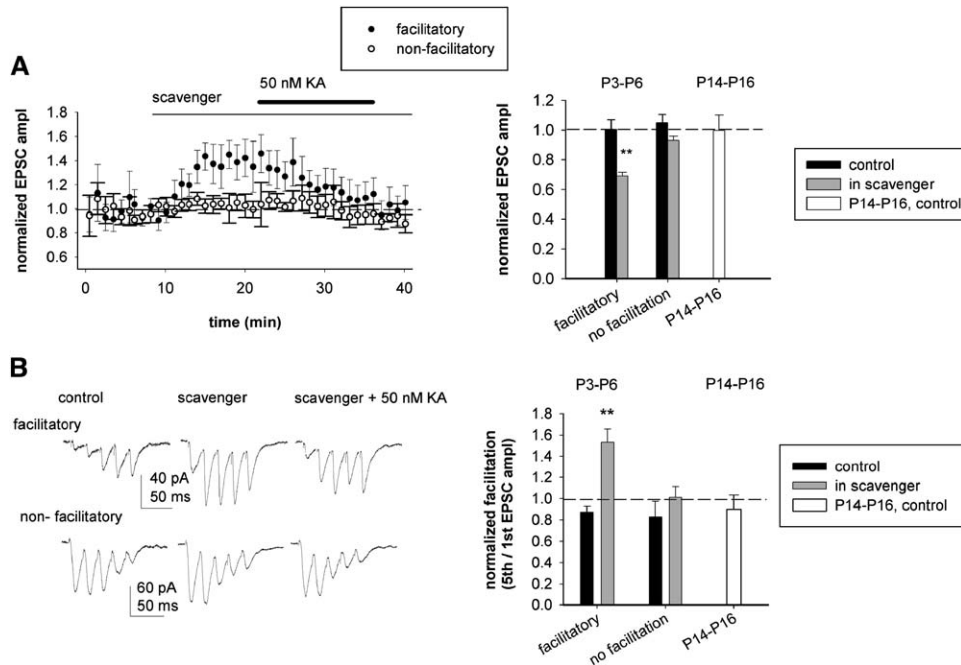 facilitatory
non-facilitatory
A
50 nM KA
scavenger
normalized EPSC ampl
1.8
1.6
1.4
1.2
1.0
0.8
0.6
0
10
20
30
40
time (min)
P3-P6
P14-P16
normalized EPSC ampl
1.2
1.0
0.8
0.6
0.4
0.2
0.0
**
facilitatory
no facilitation
P14-P16
control
in scavenger
P14-P16, control
B
control
scavenger
scavenger + 50 nM KA
facilitatory
40 pA
50 ms
non- facilitatory
60 pA
50 ms
P3-P6
P14-P16
normalized facilitation
(5th / 1st EPSC ampl)
1.8
1.6
1.4
1.2
1.0
0.8
0.6
0.4
0.2
0.0
**
facilitatory
no facilitation
P14-P16
control
in scavenger
P14-P16, control